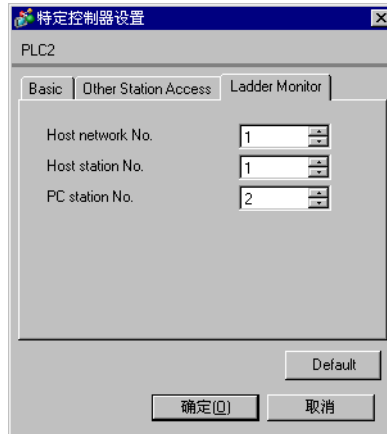 特定控制器设置
PLC2
Basic Other Station Access Ladder Monitor
Host network No. 1
Host station No. 1
PC station No. 2
Default
确定(O) 取消